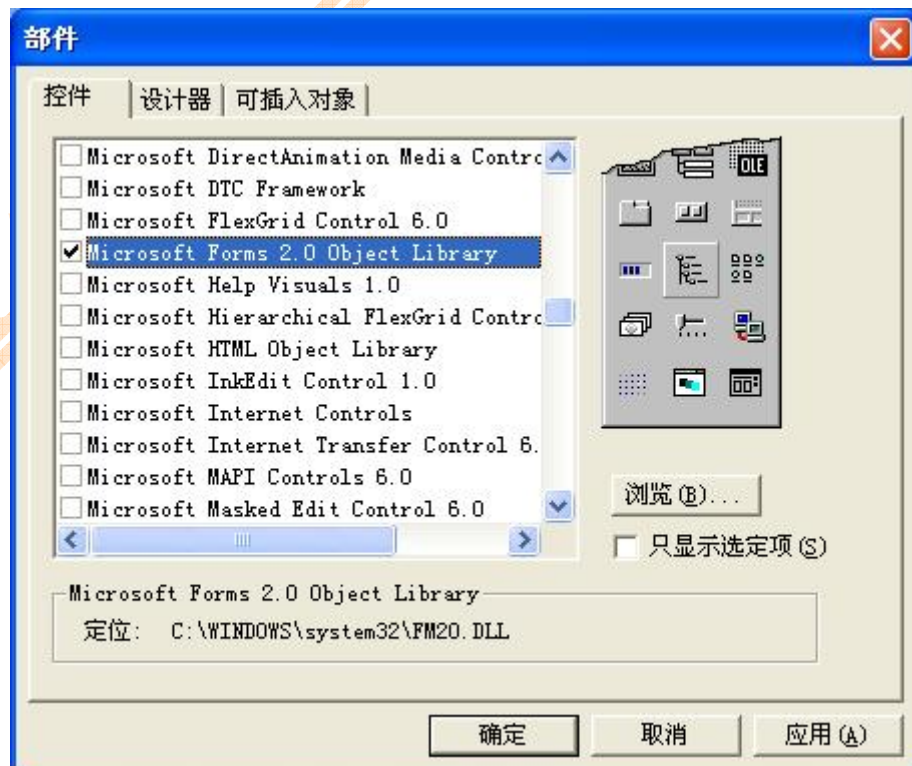 部件
控件 设计器 可插入对象
Microsoft DirectAnimation Media Contro
Microsoft DTC Framework
Microsoft FlexGrid Control 6.0
Microsoft Forms 2.0 Object Library
Microsoft Help Visuals 1.0
Microsoft Hierarchical FlexGrid Contro
Microsoft HTML Object Library
Microsoft InkEdit Control 1.0
Microsoft Internet Controls
Microsoft Internet Transfer Control 6.
Microsoft MAPI Controls 6.0
Microsoft Masked Edit Control 6.0
OLE
浏览(B)...
只显示选定项(S)
Microsoft Forms 2.0 Object Library
定位: C:\WINDOWS\system32\FM20.DLL
确定 取消 应用(A)